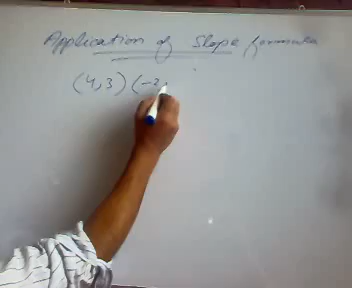 Application of Slope formula
(4,3) (-2,